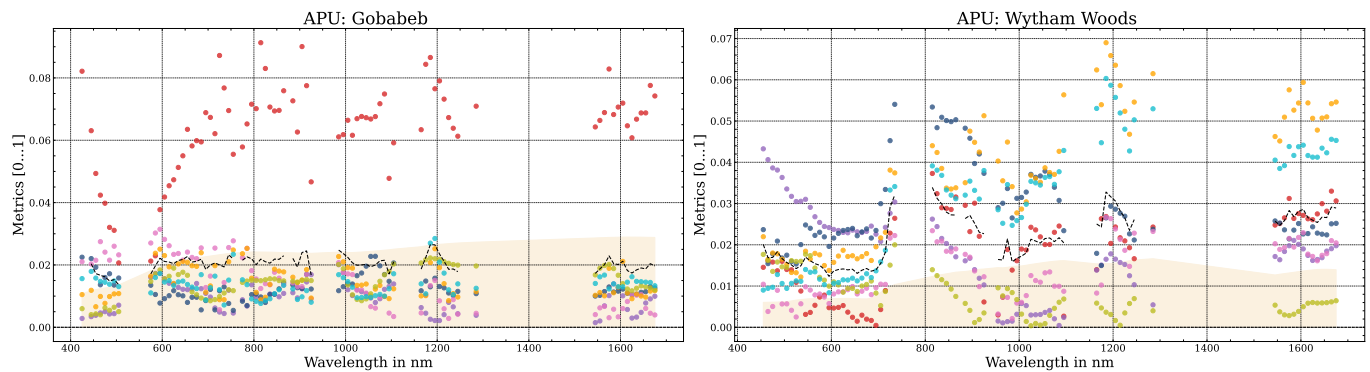 APU: Gobabeb
Metrics [0...1]
0.08
0.06
0.04
0.02
0.00
400 600 800 1000 1200 1400 1600
Wavelength in nm
APU: Wytham Woods
Metrics [0...1]
0.07
0.06
0.05
0.04
0.03
0.02
0.01
0.00
400 600 800 1000 1200 1400 1600
Wavelength in nm